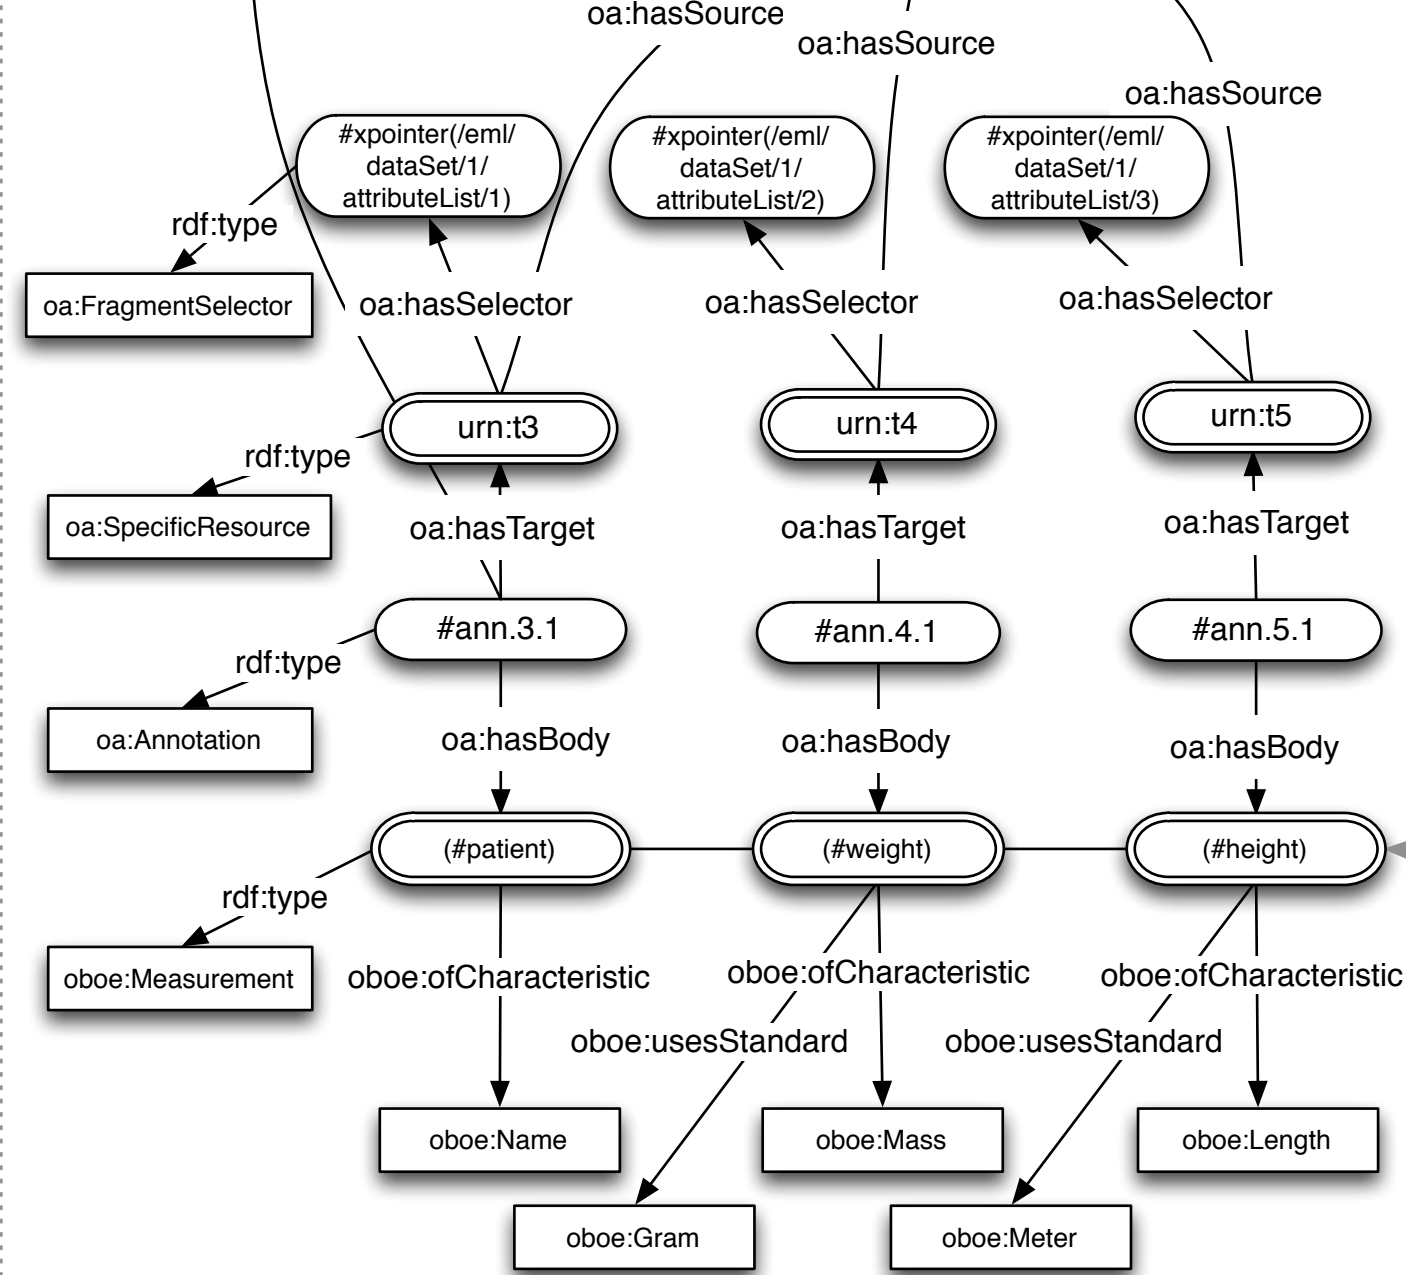 oa:hasSource
oa:hasSource
oa:hasSource
#xpointer(/eml/
dataSet/1/
attributeList/1)
#xpointer(/eml/
dataSet/1/
attributeList/2)
#xpointer(/eml/
dataSet/1/
attributeList/3)
rdf:type
oa:FragmentSelector
oa:hasSelector
oa:hasSelector
oa:hasSelector
urn:t3
urn:t4
urn:t5
rdf:type
oa:SpecificResource
oa:hasTarget
oa:hasTarget
oa:hasTarget
#ann.3.1
#ann.4.1
#ann.5.1
rdf:type
oa:Annotation
oa:hasBody
oa:hasBody
oa:hasBody
(#patient)
(#weight)
(#height)
rdf:type
oboe:Measurement
oboe:ofCharacteristic
oboe:ofCharacteristic
oboe:ofCharacteristic
oboe:usesStandard
oboe:usesStandard
oboe:Name
oboe:Mass
oboe:Length
oboe:Gram
oboe:Meter